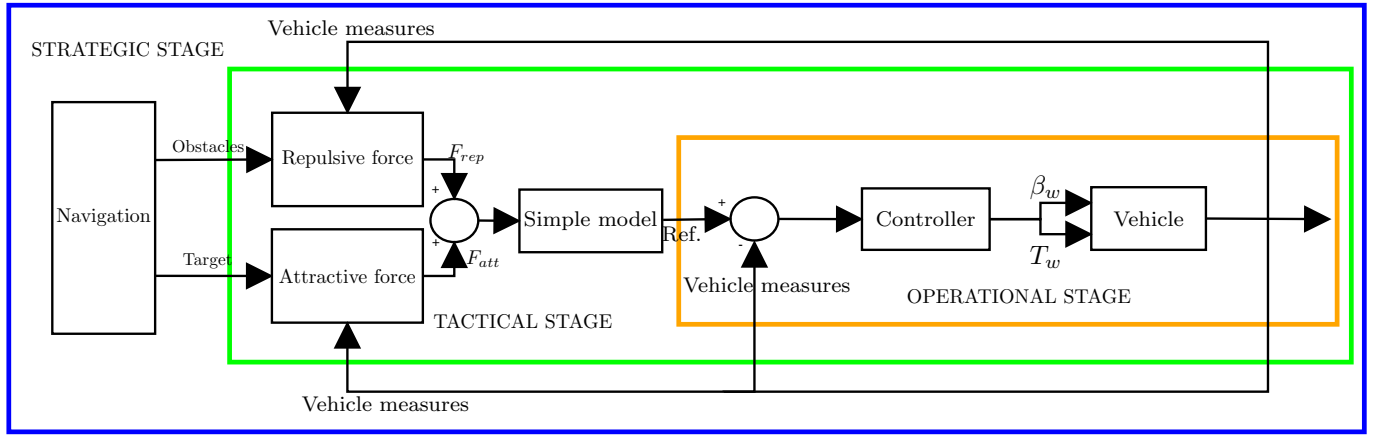 Vehicle measures
STRATEGIC STAGE
Obstacles
Repulsive force
F_rep
+
Navigation
Simple model
+
Ref.
-
Controller
β_w
T_w
Vehicle
+
F_att
Target
Attractive force
Vehicle measures
OPERATIONAL STAGE
TACTICAL STAGE
Vehicle measures